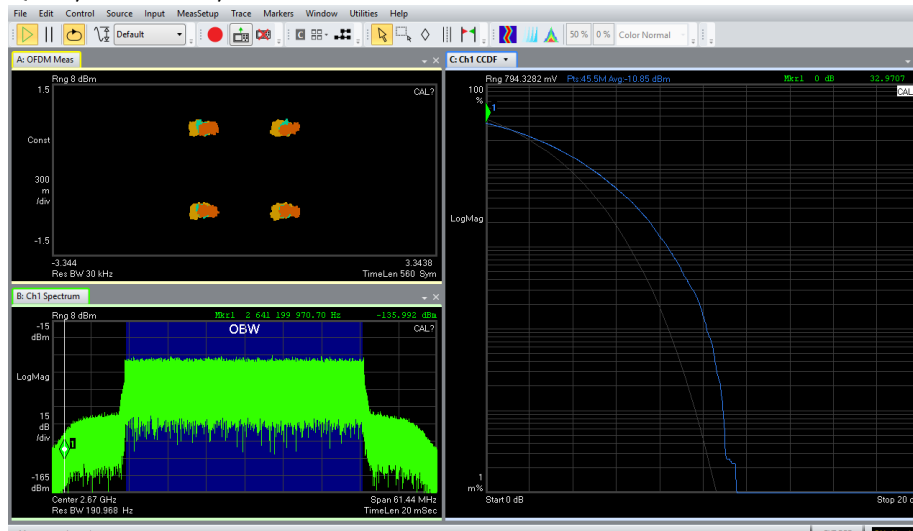 File Edit Control Source Input MeasSetup Trace Markers Window Utilities Help
Default
50 % 0 % Color Normal
A: OFDM Meas
Rng 8 dBm
1.5
CAL?
Const
300
m
/div
-1.5
-3.344
3.3438
Res BW 30 kHz
TimeLen 560 Sym
B: Ch1 Spectrum
Rng 8 dBm
Mkr1 2 641 199 970.70 Hz
-135.992 dBm
-15
dBm
OBW
CAL?
LogMag
15
dB
/div
1
-165
dBm
Center 2.67 GHz
Span 61.44 MHz
Res BW 190.968 Hz
TimeLen 20 mSec
C: Ch1 CCDF
Rng 794.3282 mV
Pts:45.5M Avg:-10.85 dBm
Mkr1 0 dB
32.9707
100
%
CAL
1
LogMag
1
m%
Start 0 dB
Stop 20